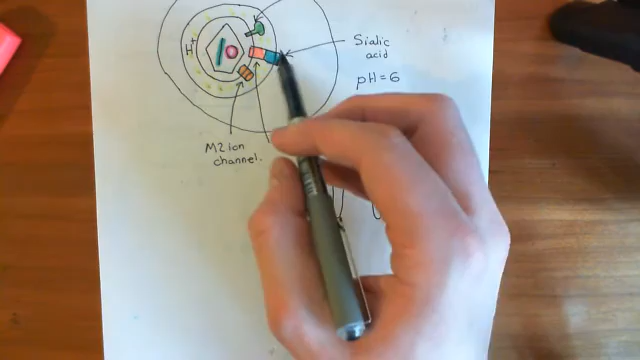 H⁺
Sialic
acid
pH = 6
M2 ion
channel.